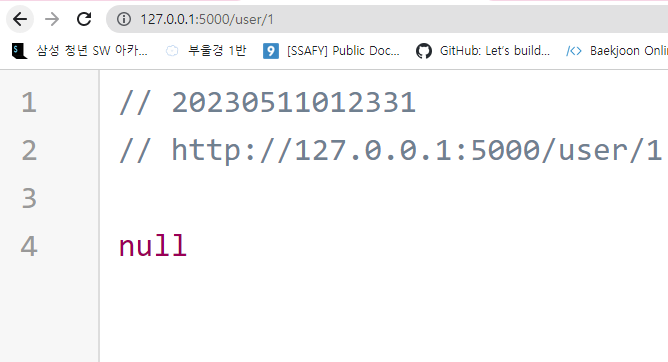 127.0.0.1:5000/user/1
삼성 청년 SW 아카... 부울경 1반 9 [SSAFY] Public Doc... GitHub: Let's build... </> Baekjoon Onlin
1 // 20230511012331
2 // http://127.0.0.1:5000/user/1
3
4 null